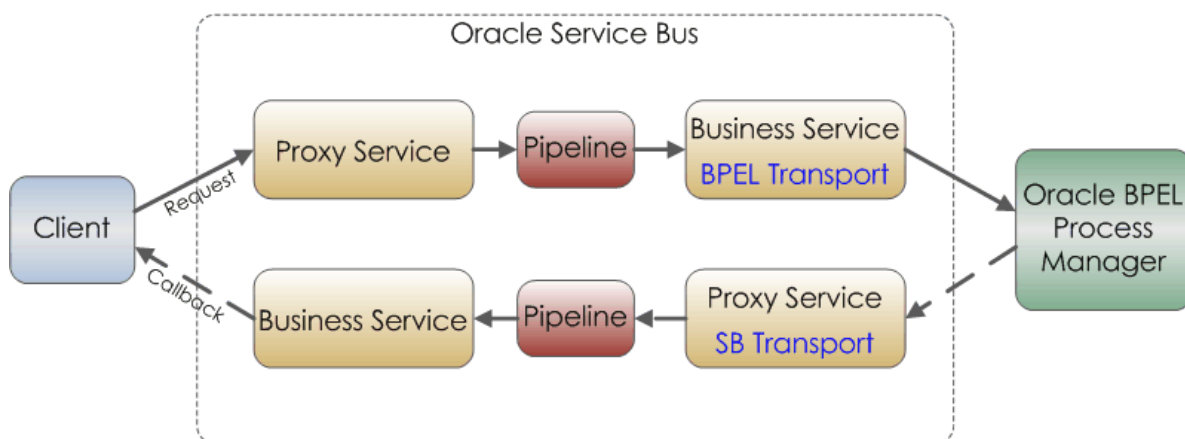 Oracle Service Bus
Proxy Service
Pipeline
Business Service
BPEL Transport
Request
Client
Oracle BPEL
Process
Manager
Callback
Business Service
Pipeline
Proxy Service
SB Transport